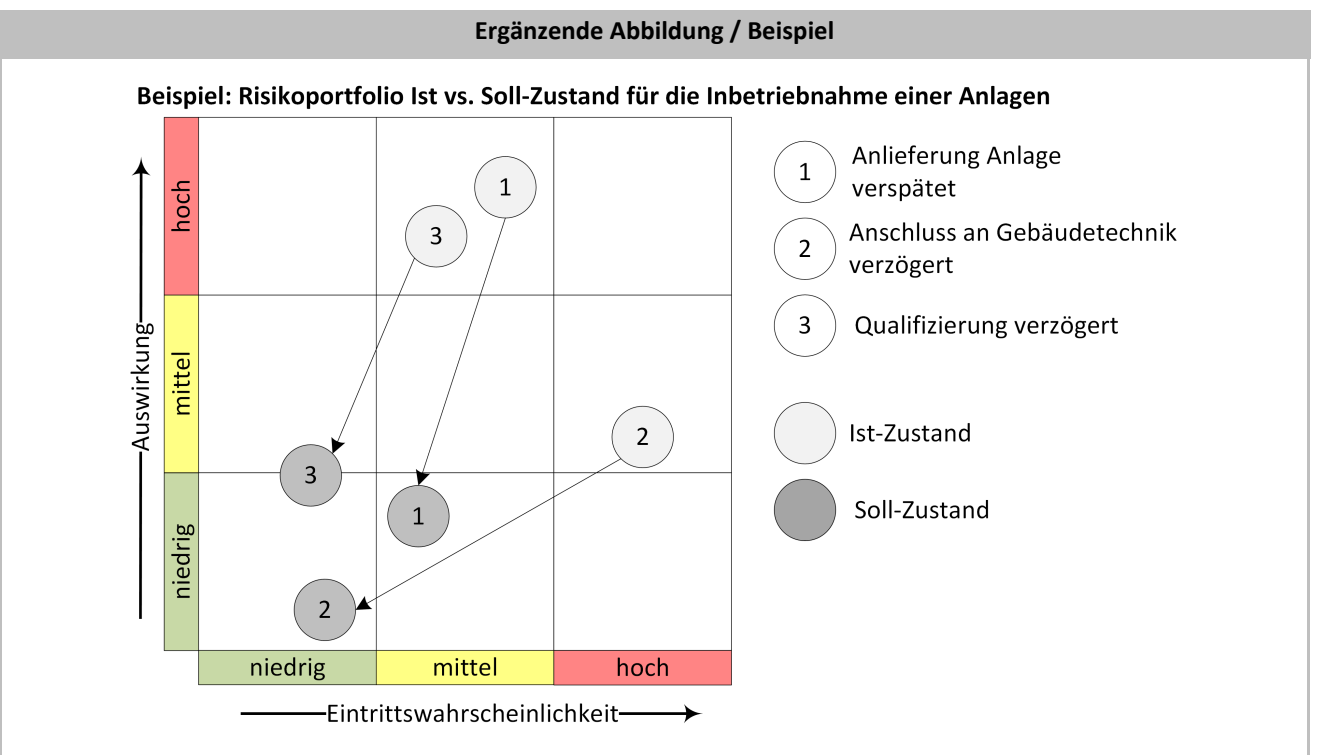 Ergänzende Abbildung / Beispiel
Beispiel: Risikoportfolio Ist vs. Soll-Zustand für die Inbetriebnahme einer Anlagen
Auswirkung
hoch
mittel
niedrig
1
3
2
3
1
2
niedrig
mittel
hoch
Eintrittswahrscheinlichkeit
1
Anlieferung Anlage
verspätet
2
Anschluss an Gebäudetechnik
verzögert
3
Qualifizierung verzögert
Ist-Zustand
Soll-Zustand